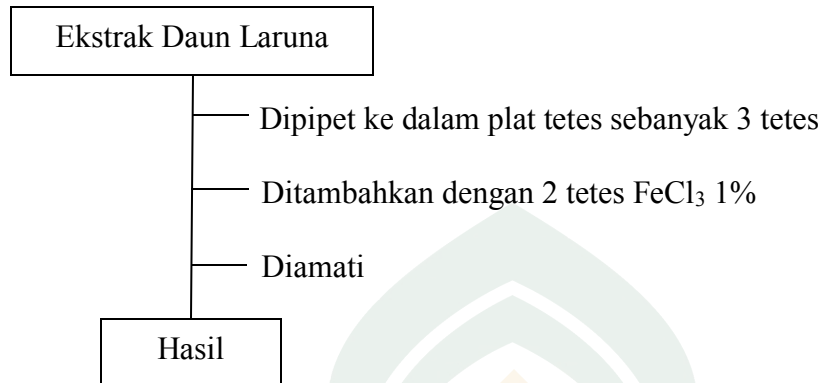 Ekstrak Daun Laruna
Dipipet ke dalam plat tetes sebanyak 3 tetes
Ditambahkan dengan 2 tetes FeCl₃ 1%
Diamati
Hasil